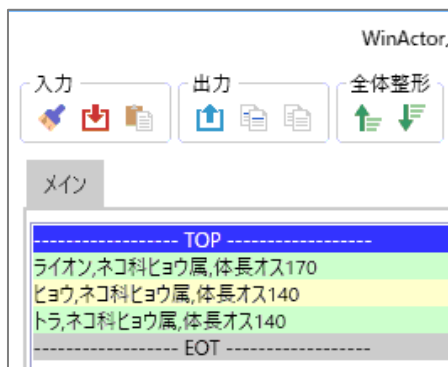 WinActor
入力
出力
全体整形
メイン
------------------ TOP ------------------
ライオン,ネコ科ヒョウ属,体長オス170
ヒョウ,ネコ科ヒョウ属,体長オス140
トラ,ネコ科ヒョウ属,体長オス140
------------------ EOT ------------------